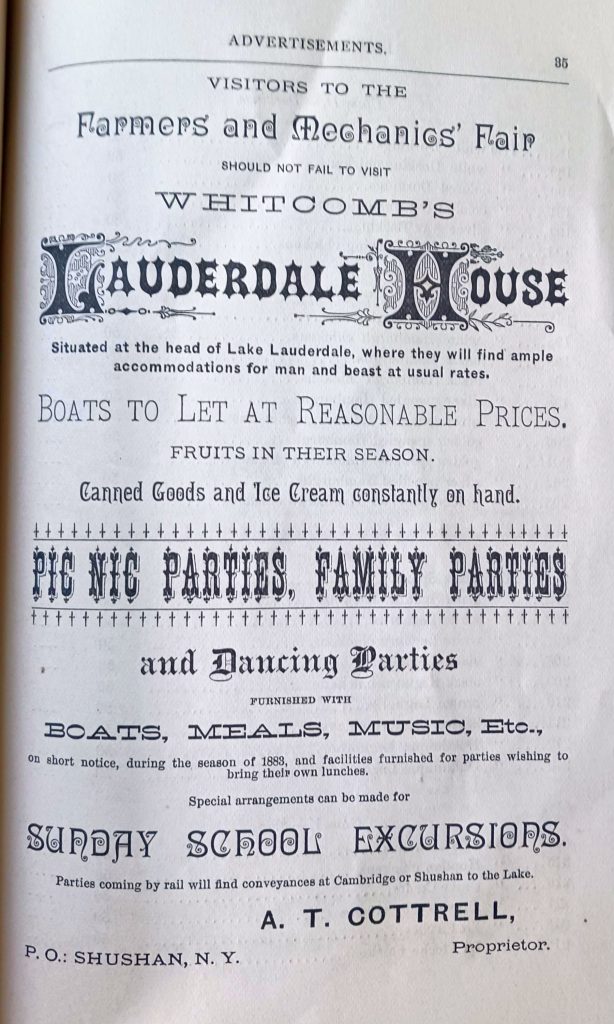 ADVERTISEMENTS.
35
VISITORS TO THE
Farmers and Mechanics' Fair
SHOULD NOT FAIL TO VISIT
WHITCOMB'S
LAUDERDALE HOUSE
Situated at the head of Lake Lauderdale, where they will find ample
accommodations for man and beast at usual rates.
BOATS TO LET AT REASONABLE PRICES.
FRUITS IN THEIR SEASON.
Canned Goods and Ice Cream constantly on hand.
PIC NIC PARTIES, FAMILY PARTIES
and Dancing Parties
FURNISHED WITH
BOATS, MEALS, MUSIC, Etc.,
on short notice, during the season of 1883, and facilities furnished for parties wishing to
bring their own lunches.
Special arrangements can be made for
SUNDAY SCHOOL EXCURSIONS.
Parties coming by rail will find conveyances at Cambridge or Shushan to the Lake.
A. T. COTTRELL,
P. O.: SHUSHAN, N. Y.
Proprietor.